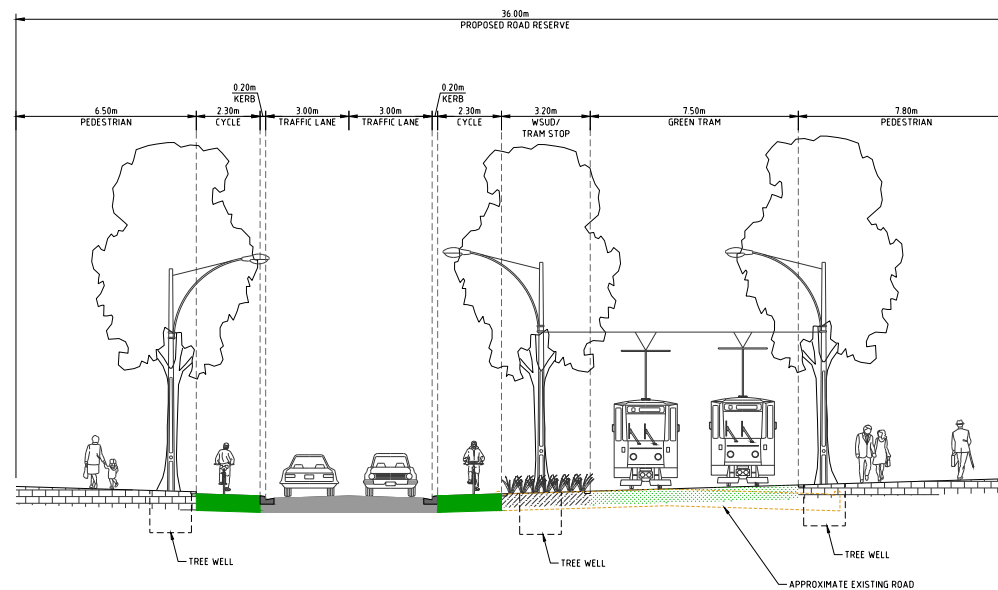 36.00m
PROPOSED ROAD RESERVE
0.20m
KERB
0.20m
KERB
6.50m
PEDESTRIAN
2.30m
CYCLE
3.00m
TRAFFIC LANE
3.00m
TRAFFIC LANE
2.30m
CYCLE
3.20m
WSUD/
TRAM STOP
7.50m
GREEN TRAM
7.80m
PEDESTRIAN
TREE WELL
TREE WELL
TREE WELL
APPROXIMATE EXISTING ROAD